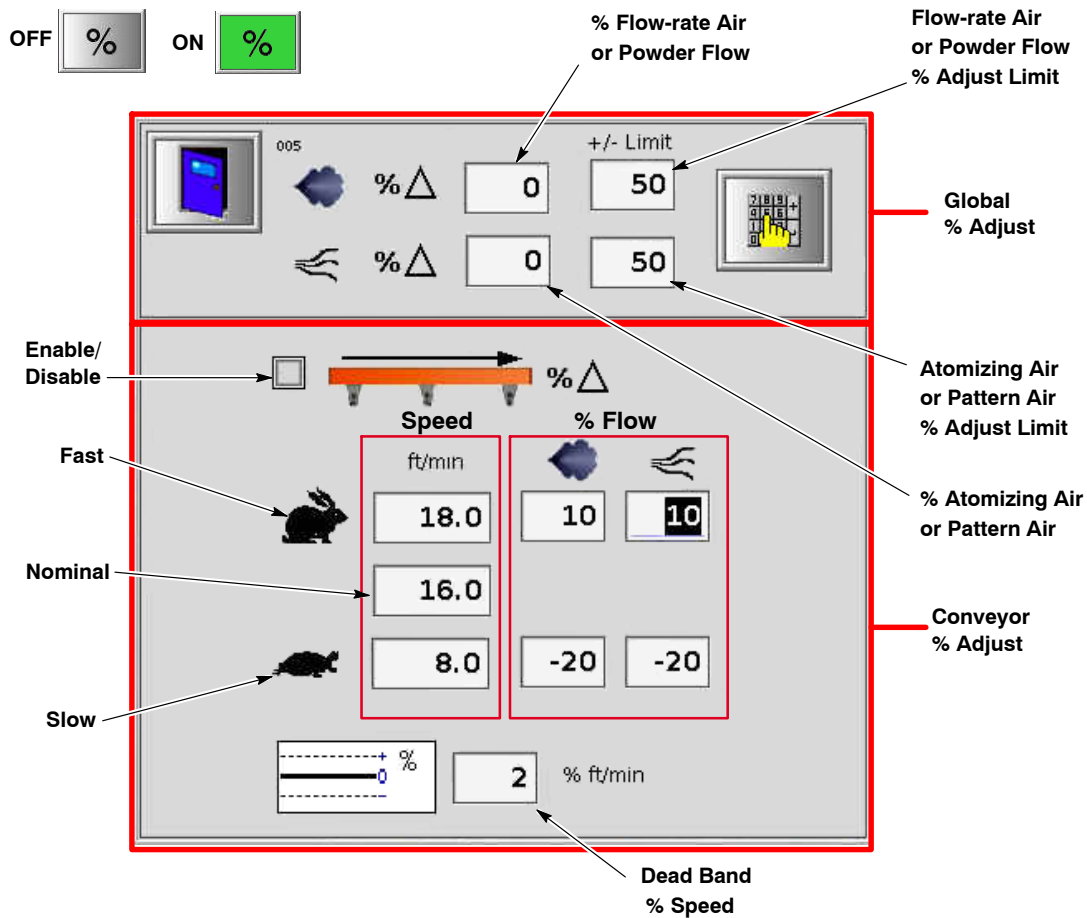 OFF % ON %
% Flow-rate Air
or Powder Flow
Flow-rate Air
or Powder Flow
% Adjust Limit
005
+/- Limit
%△ 0 50
%△ 0 50
Global
% Adjust
Enable/
Disable
%△
Atomizing Air
or Pattern Air
% Adjust Limit
Speed % Flow
ft/min
Fast
18.0 10 10
% Atomizing Air
or Pattern Air
Nominal
16.0
Conveyor
% Adjust
8.0 -20 -20
Slow
+ %
0
-
2 % ft/min
Dead Band
% Speed